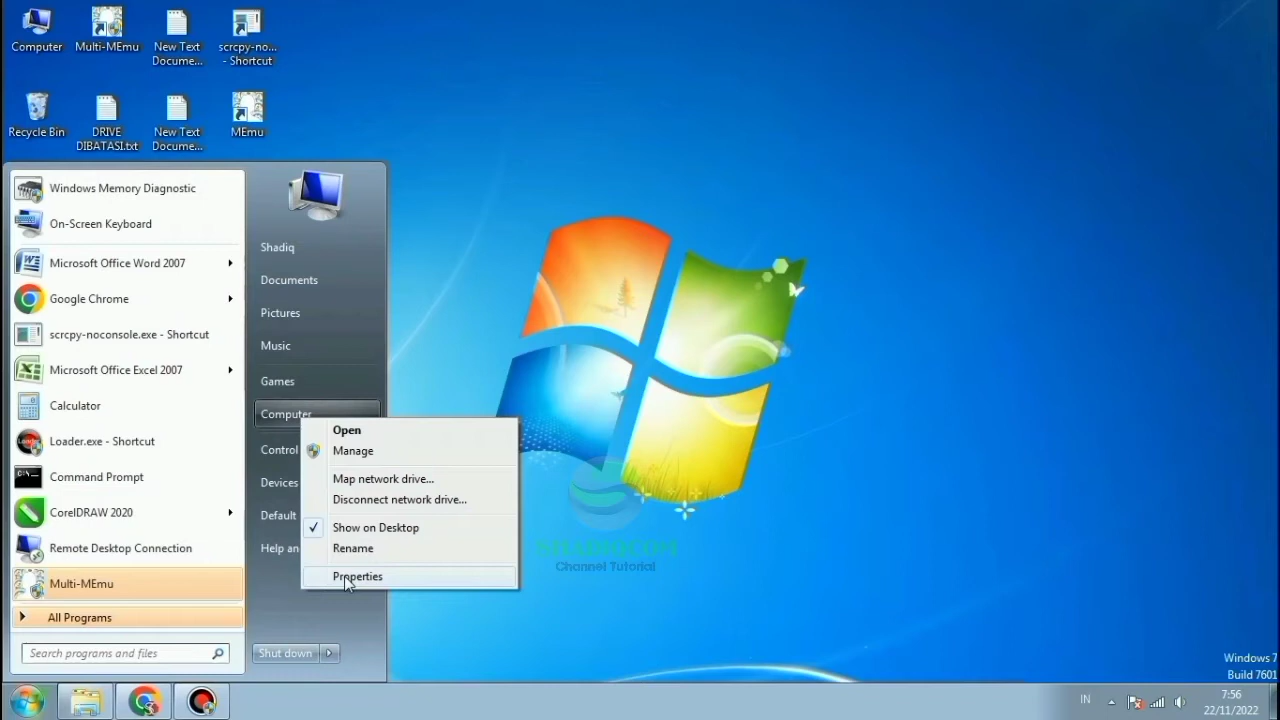 Computer
Multi-MEmu
New Text
Docume...
scrcpy-no...
- Shortcut
Recycle Bin
DRIVE
DIBATASI.txt
New Text
Docume...
MEmu
Windows Memory Diagnostic
On-Screen Keyboard
Microsoft Office Word 2007
Google Chrome
scrcpy-noconsole.exe - Shortcut
Microsoft Office Excel 2007
Calculator
Loader.exe - Shortcut
Command Prompt
CorelDRAW 2020
Remote Desktop Connection
Multi-MEmu
All Programs
Search programs and files
Shadiq
Documents
Pictures
Music
Games
Computer
Control
Devices
Default
Help an
Shut down
Open
Manage
Map network drive...
Disconnect network drive...
Show on Desktop
Rename
Properties
SHADIQCOM
Channel Tutorial
Windows 7
Build 7601
IN
7:56
22/11/2022